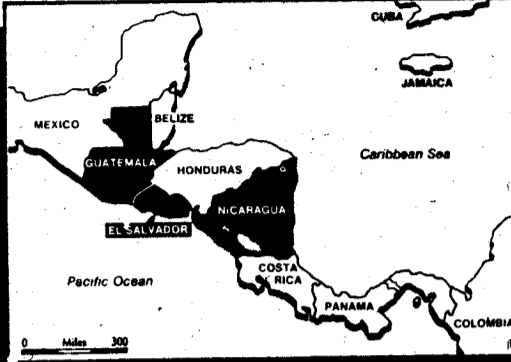 CUBA
JAMAICA
MEXICO
BELIZE
GUATEMALA
HONDURAS
Caribbean Sea
NICARAGUA
EL SALVADOR
Pacific Ocean
COSTA
RICA
PANAMA
COLOMBIA
0 Miles 300